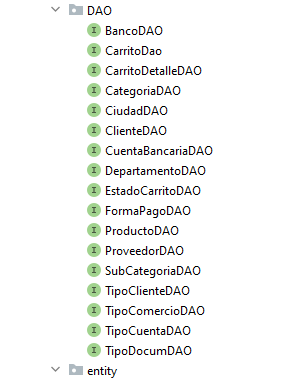 DAO
BancoDAO
CarritoDao
CarritoDetalleDAO
CategoriaDAO
CiudadDAO
ClienteDAO
CuentaBancariaDAO
DepartamentoDAO
EstadoCarritoDAO
FormaPagoDAO
ProductoDAO
ProveedorDAO
SubCategoriaDAO
TipoClienteDAO
TipoComercioDAO
TipoCuentaDAO
TipoDocumDAO
entity